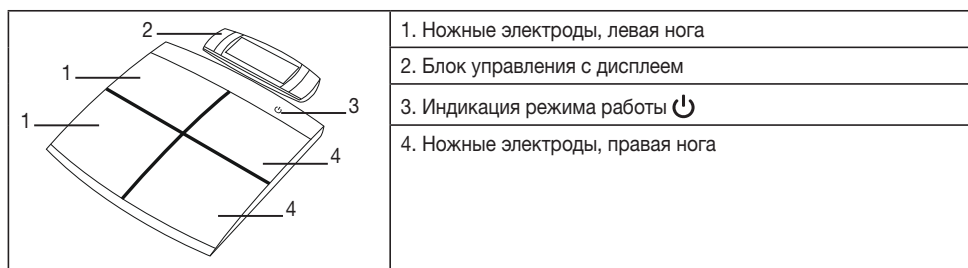 2
1
1
3
4
4
1. Ножные электроды, левая нога
2. Блок управления с дисплеем
3. Индикация режима работы ⏻
4. Ножные электроды, правая нога